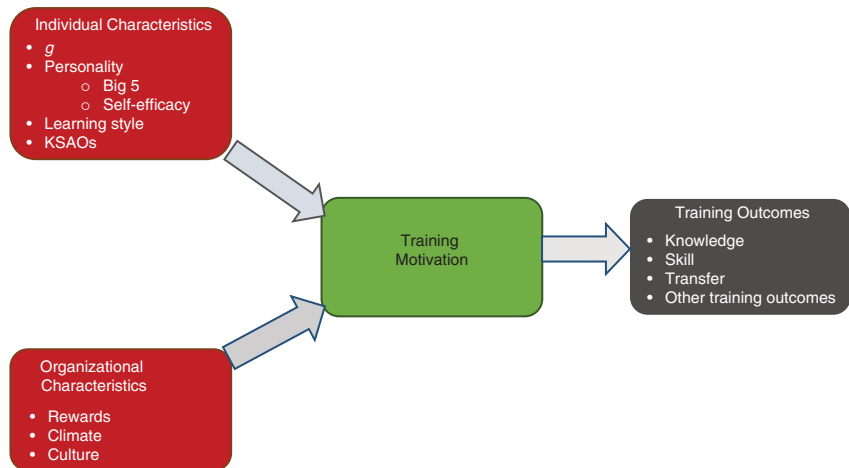 Individual Characteristics
• g
• Personality
o Big 5
o Self-efficacy
• Learning style
• KSAOs
Training
Motivation
Training Outcomes
• Knowledge
• Skill
• Transfer
• Other training outcomes
Organizational
Characteristics
• Rewards
• Climate
• Culture